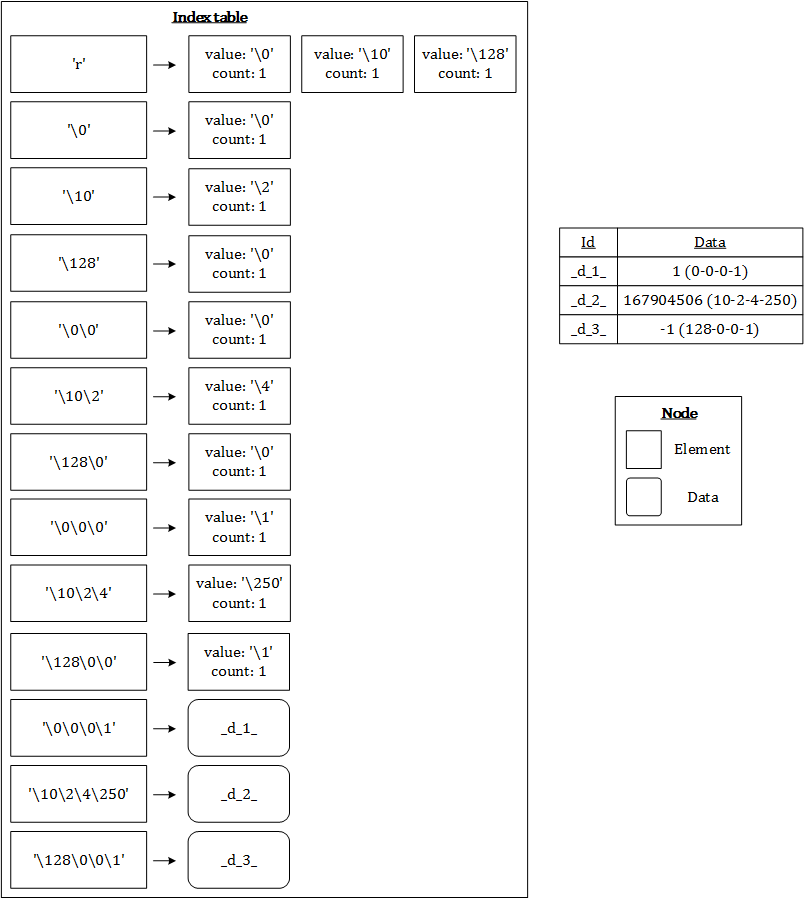 Index table
'r'
value: '\0'
count: 1
value: '\10'
count: 1
value: '\128'
count: 1
'\0'
value: '\0'
count: 1
'\10'
value: '\2'
count: 1
'\128'
value: '\0'
count: 1
'\0\0'
value: '\0'
count: 1
'\10\2'
value: '\4'
count: 1
'\128\0'
value: '\0'
count: 1
'\0\0\0'
value: '\1'
count: 1
'\10\2\4'
value: '\250'
count: 1
'\128\0\0'
value: '\1'
count: 1
'\0\0\0\1'
_d_1_
'\10\2\4\250'
_d_2_
'\128\0\0\1'
_d_3_
Id Data
_d_1_ 1 (0-0-0-1)
_d_2_ 167904506 (10-2-4-250)
_d_3_ -1 (128-0-0-1)
Node
Element
Data